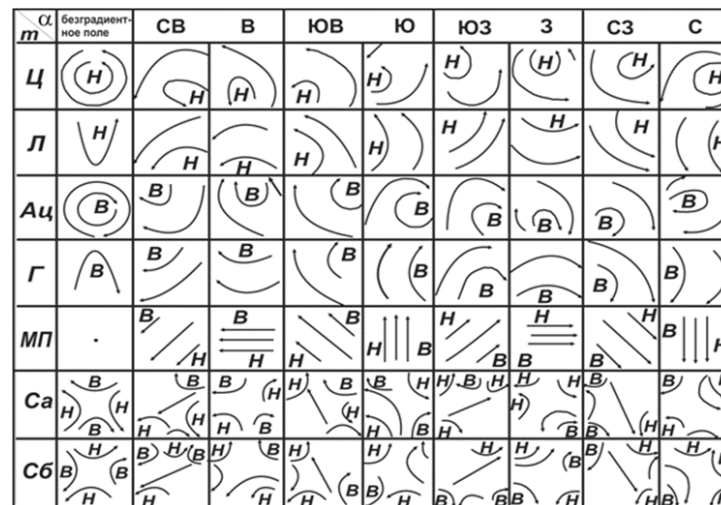 α безградиент- СВ В ЮВ Ю ЮЗ З СЗ С
m ное поле
Ц Н Н Н Н Н Н Н Н Н
Л Н Н Н Н Н Н Н Н Н
Ац В В В В В В В В В
Г В В В В В В В В В
В В В Н Н Н В
МП Н В Н
Н Н Н В В В
В В В Н В В Н В Н Н Н В В
Са Н Н Н Н Н
В Н Н Н В Н Н В Н В Н Н
Н В Н В Н Н Н Н Н В Н Н
Сб В В В В
Н Н Н В В В В В Н В